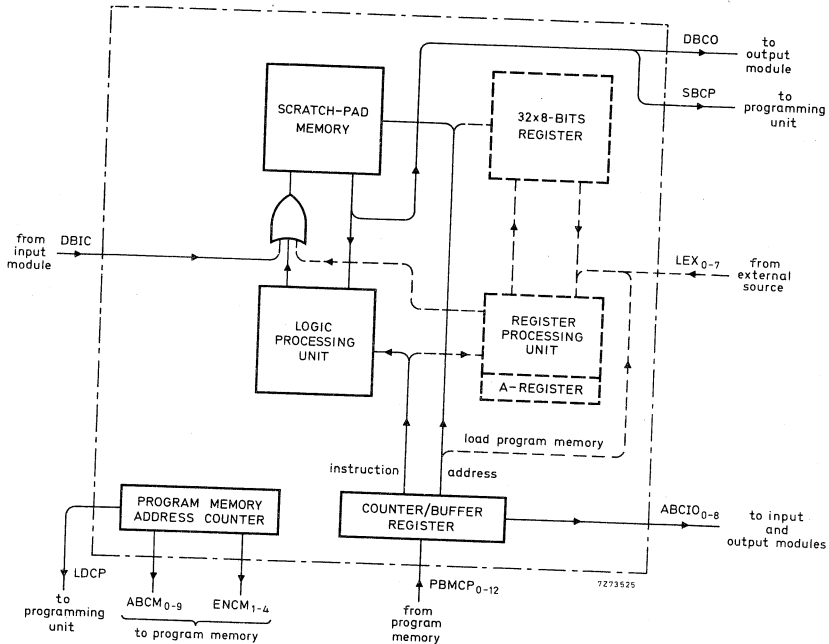 DBCO
to
output
module
SBCP
to
programming
unit
SCRATCH-PAD
MEMORY
32x8-BITS
REGISTER
from
input
module
DBIC
LEX0-7
from
external
source
LOGIC
PROCESSING
UNIT
REGISTER
PROCESSING
UNIT
A-REGISTER
load program memory
instruction
address
PROGRAM MEMORY
ADDRESS COUNTER
COUNTER/BUFFER
REGISTER
ABCIO0-8
to input
and
output modules
LDCP
to
programming
unit
ABCM0-9
ENCM1-4
to program memory
PBMCP0-12
from
program
memory
7273525